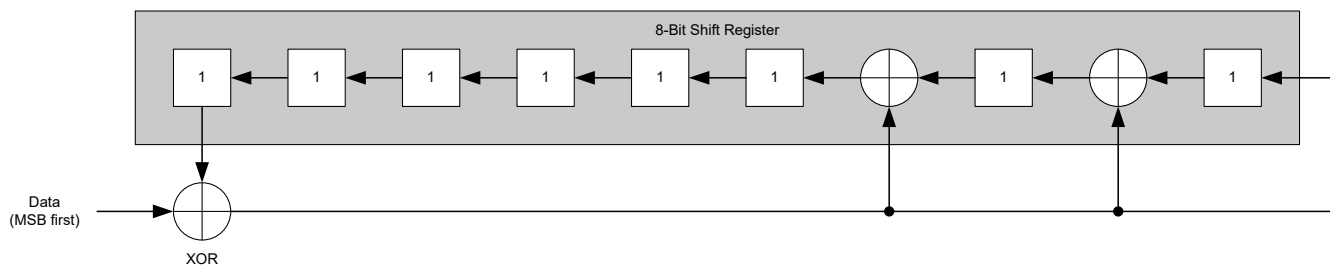 8-Bit Shift Register
1 1 1 1 1 1 1 1
Data
(MSB first)
XOR